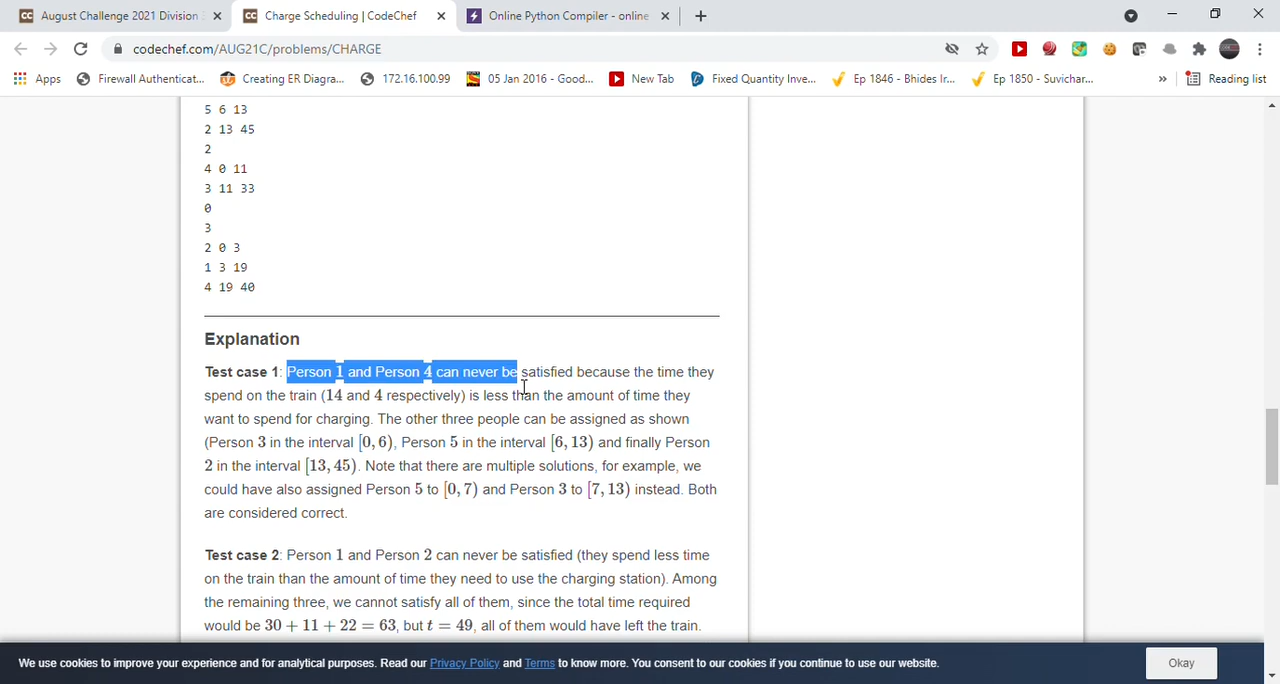 August Challenge 2021 Division
Charge Scheduling | CodeChef
Online Python Compiler - online
codechef.com/AUG21C/problems/CHARGE
Apps
Firewall Authenticat...
Creating ER Diagra...
172.16.100.99
05 Jan 2016 - Good...
New Tab
Fixed Quantity Inve...
Ep 1846 - Bhides Ir...
Ep 1850 - Suvichar...
»
Reading list
5 6 13
2 13 45
2
4 0 11
3 11 33
0
3
2 0 3
1 3 19
4 19 40
Explanation
Test case 1: Person 1 and Person 4 can never be satisfied because the time they
spend on the train (14 and 4 respectively) is less than the amount of time they
want to spend for charging. The other three people can be assigned as shown
(Person 3 in the interval [0, 6), Person 5 in the interval [6, 13) and finally Person
2 in the interval [13, 45). Note that there are multiple solutions, for example, we
could have also assigned Person 5 to [0, 7) and Person 3 to [7, 13) instead. Both
are considered correct.
Test case 2: Person 1 and Person 2 can never be satisfied (they spend less time
on the train than the amount of time they need to use the charging station). Among
the remaining three, we cannot satisfy all of them, since the total time required
would be 30 + 11 + 22 = 63, but t = 49, all of them would have left the train.
We use cookies to improve your experience and for analytical purposes. Read our Privacy Policy and Terms to know more. You consent to our cookies if you continue to use our website.
Okay